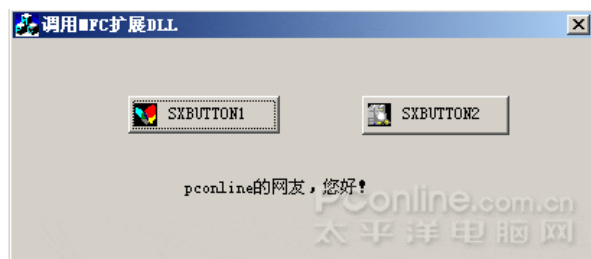 调用MFC扩展DLL
SXBUTTON1 SXBUTTON2
pconline的网友，您好!
PConline.com.cn
太平洋电脑网